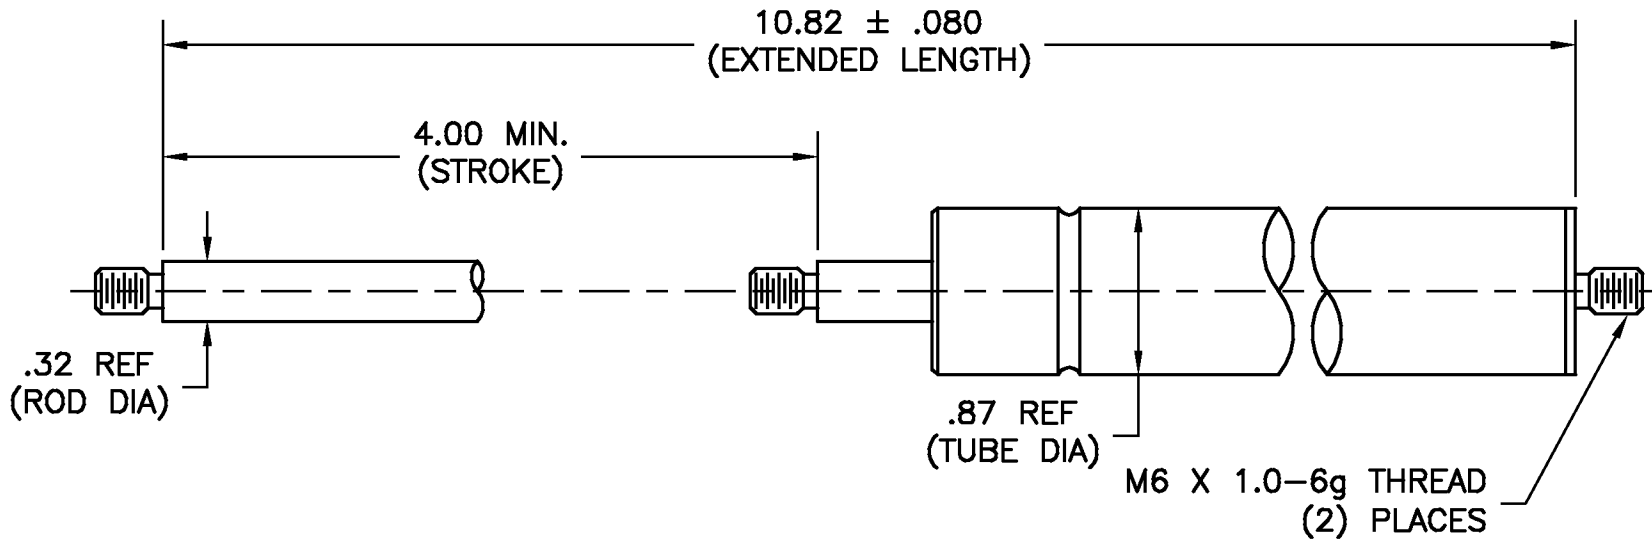 10.82 ± .080
(EXTENDED LENGTH)
4.00 MIN.
(STROKE)
.32 REF
(ROD DIA)
.87 REF
(TUBE DIA)
M6 X 1.0-6g THREAD
(2) PLACES